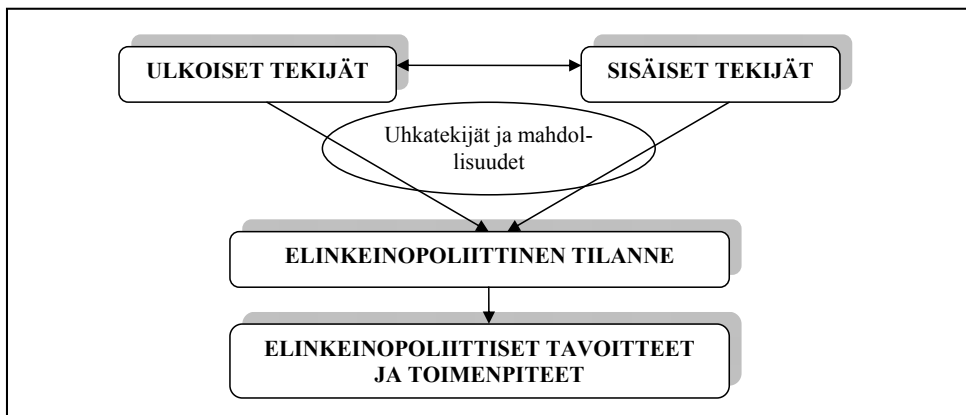 ULKOISET TEKIJÄT
SISÄISET TEKIJÄT
Uhkatekijät ja mahdol-
lisuudet
ELINKEINOPOLIITTINEN TILANNE
ELINKEINOPOLIITTISET TAVOITTEET
JA TOIMENPITEET